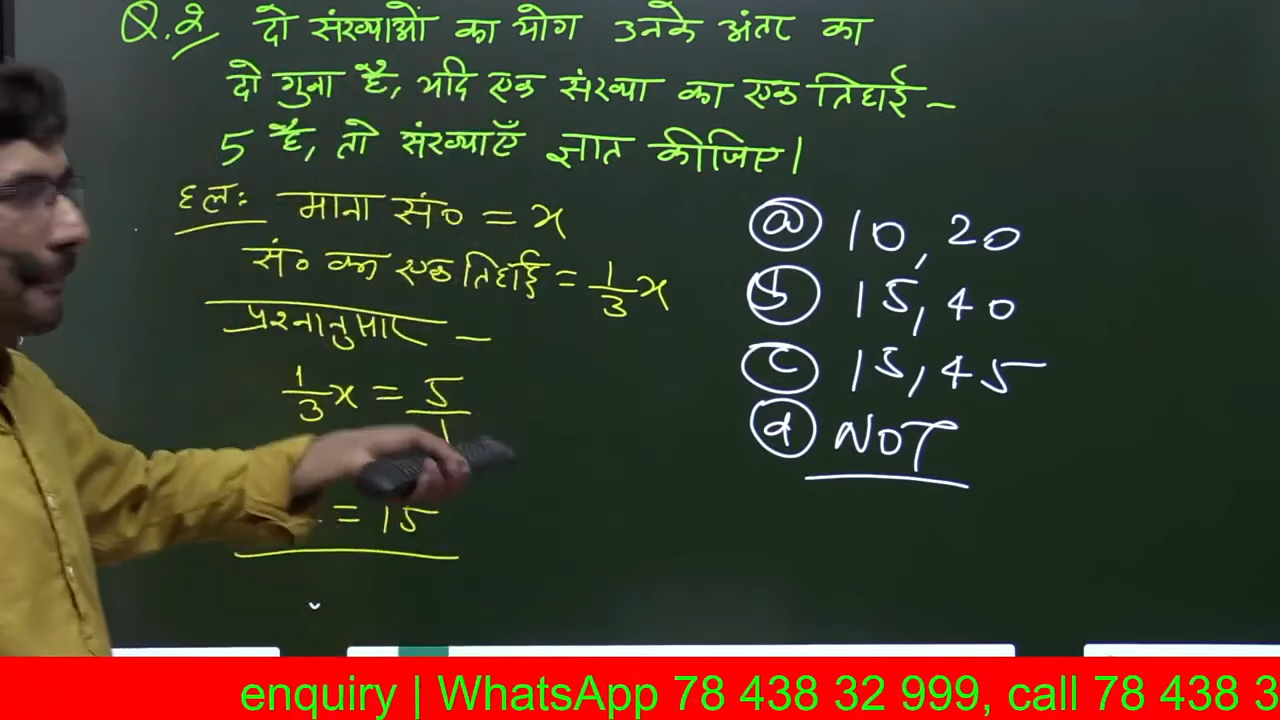 Q.2 दो संख्याओं का योग उनके अंतर का
दो गुना है, यदि एक संख्या का एक तिहाई -
5 है, तो संख्याएँ ज्ञात कीजिए।
हल: माना सं० = x
सं० का एक तिहाई = 1/3 x
प्रश्नानुसार -
1/3 x = 5/1
= 15
(a) 10, 20
(b) 15, 40
(c) 15, 45
(d) NOT
enquiry | WhatsApp 78 438 32 999, call 78 438 3